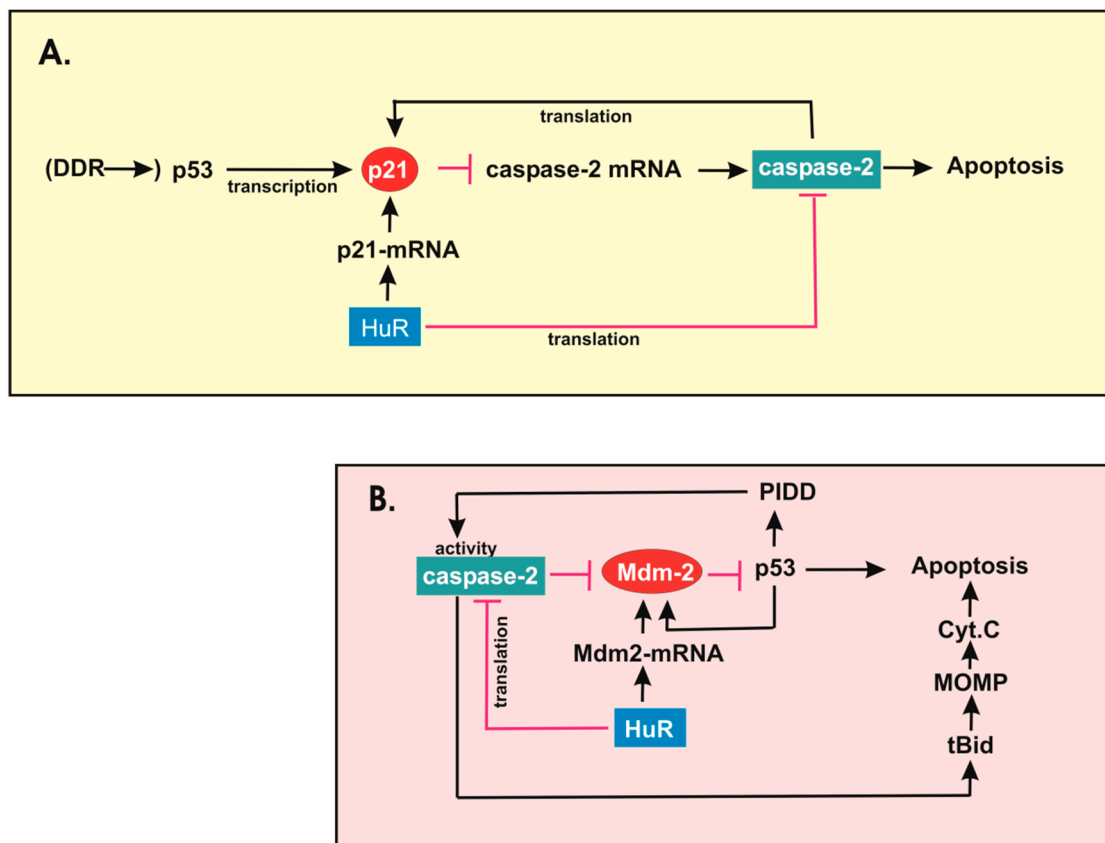 A.
translation
(DDR ) p53
transcription
p21
caspase-2 mRNA
caspase-2
Apoptosis
p21-mRNA
HuR
translation
B.
PIDD
activity
caspase-2
Mdm-2
p53
Apoptosis
translation
Mdm2-mRNA
HuR
Cyt.C
MOMP
tBid